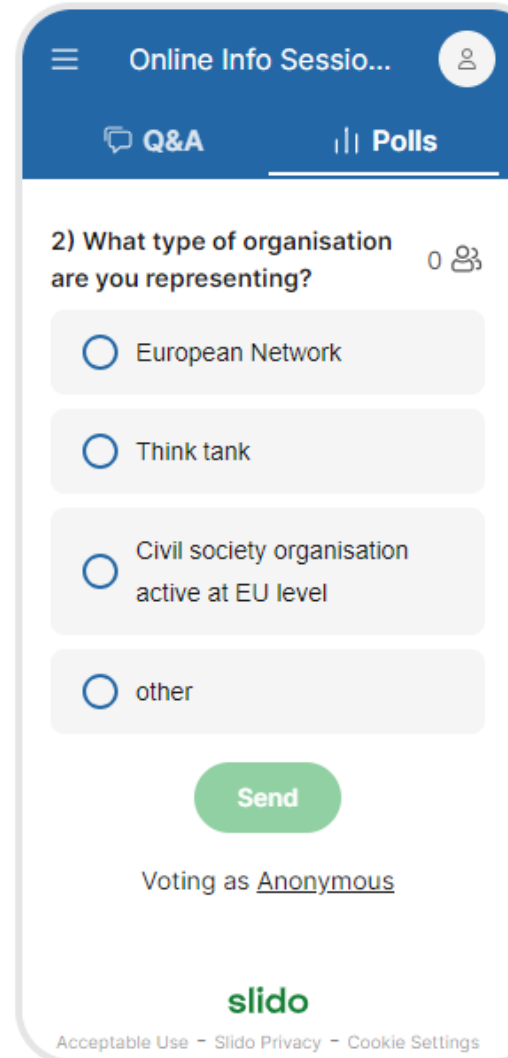 Online Info Sessio...
Q&A Polls
2) What type of organisation
are you representing?
0
European Network
Think tank
Civil society organisation
active at EU level
other
Send
Voting as Anonymous
slido
Acceptable Use - Slido Privacy - Cookie Settings